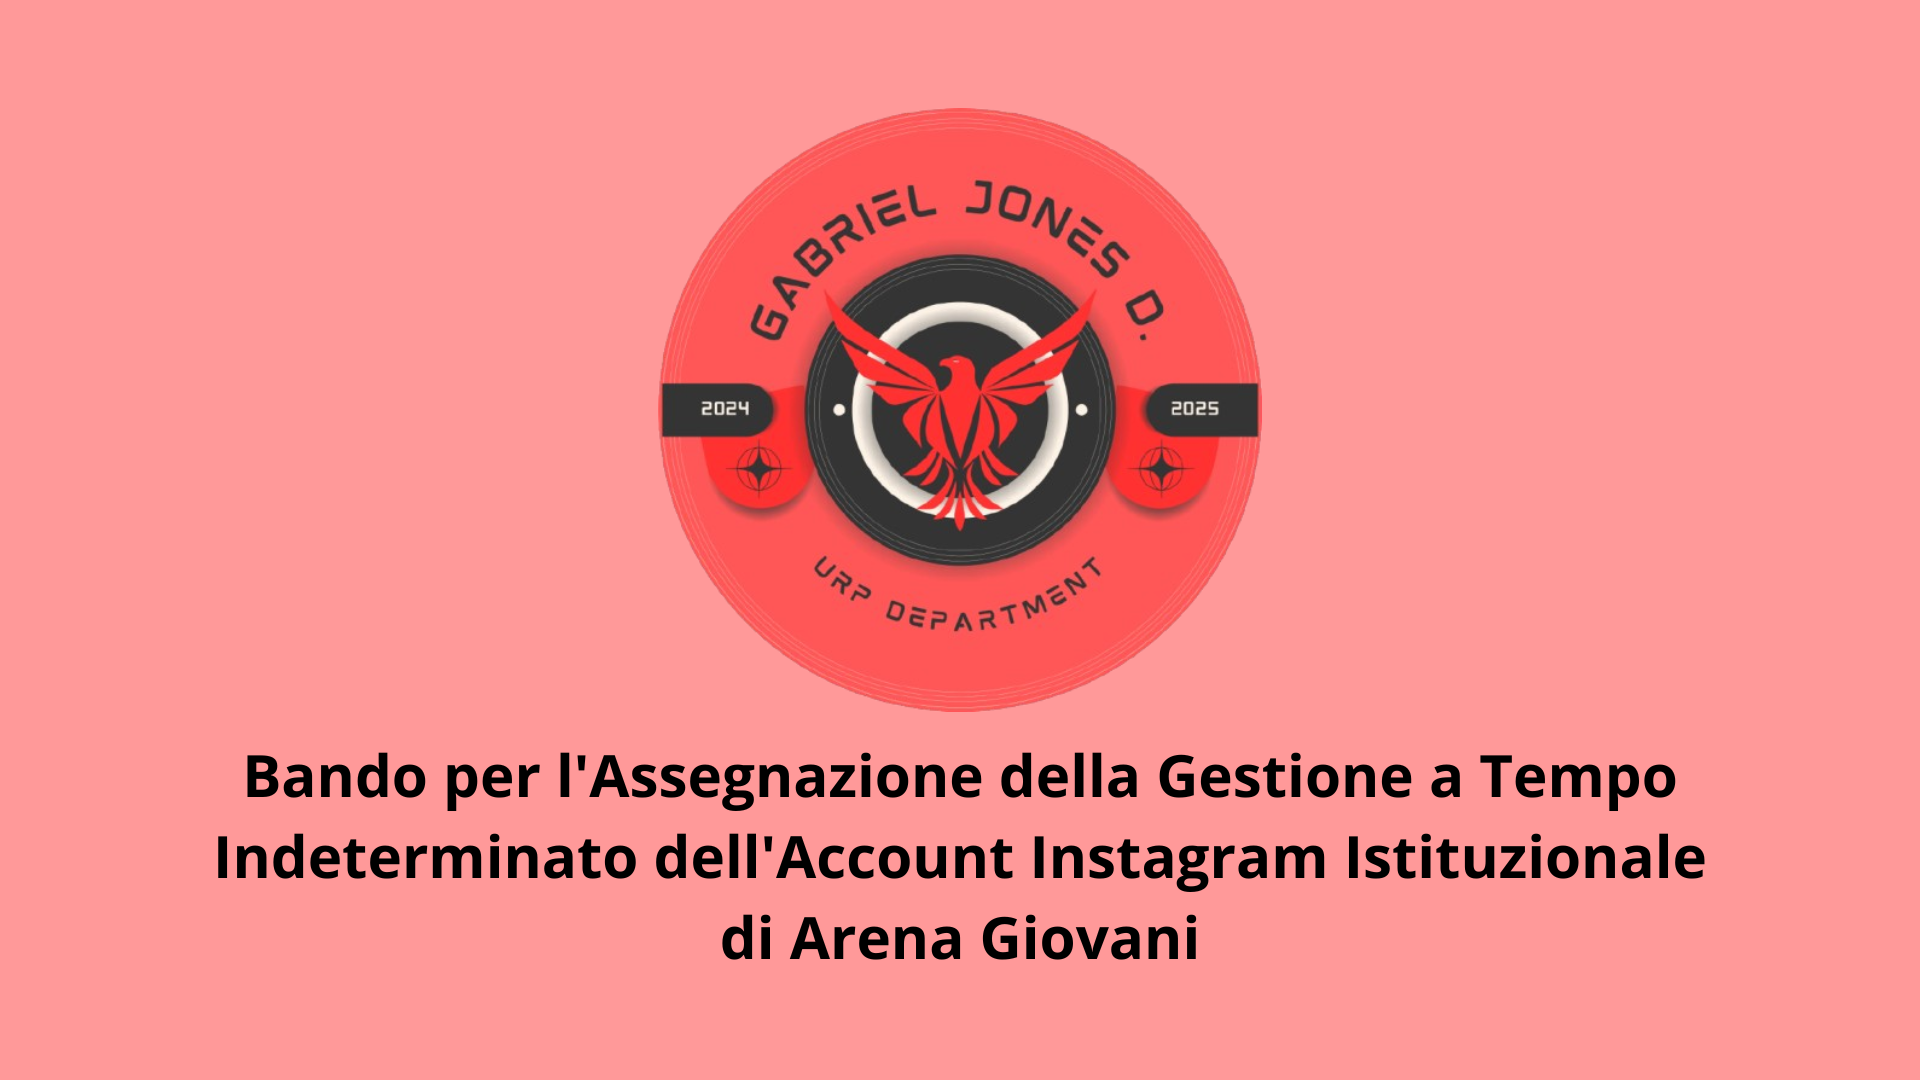 GABRIEL JONES D.
2024
2025
URP DEPARTMENT
Bando per l'Assegnazione della Gestione a Tempo
Indeterminato dell'Account Instagram Istituzionale
di Arena Giovani